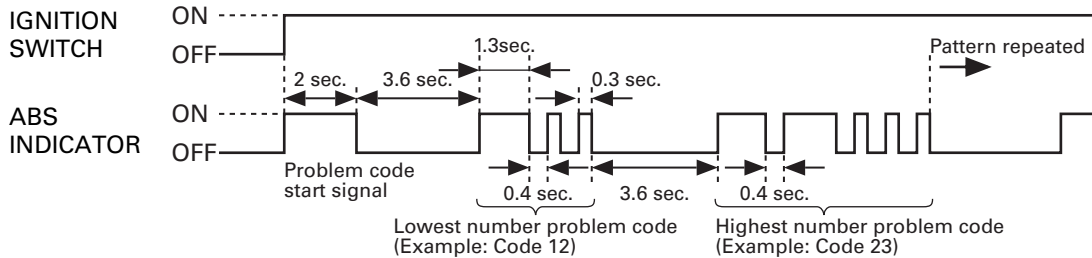 IGNITION
SWITCH
ON
OFF
1.3sec.
Pattern repeated
2 sec.
3.6 sec.
0.3 sec.
ABS
INDICATOR
ON
OFF
Problem code
start signal
0.4 sec.
3.6 sec.
0.4 sec.
Lowest number problem code
(Example: Code 12)
Highest number problem code
(Example: Code 23)